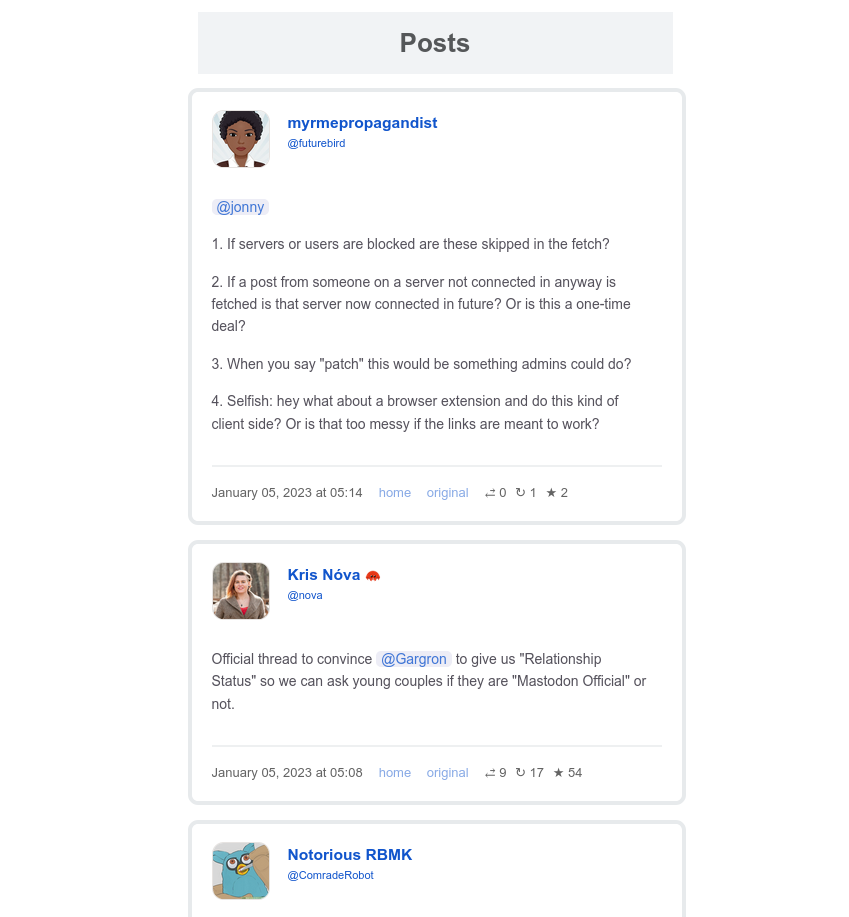 Posts
myrmepropagandist
@futurebird
@jonny
1. If servers or users are blocked are these skipped in the fetch?
2. If a post from someone on a server not connected in anyway is
fetched is that server now connected in future? Or is this a one-time
deal?
3. When you say "patch" this would be something admins could do?
4. Selfish: hey what about a browser extension and do this kind of
client side? Or is that too messy if the links are meant to work?
January 05, 2023 at 05:14 home original ⥂ 0 ↻ 1 ★ 2
Kris Nóva
@nova
Official thread to convince @Gargron to give us "Relationship
Status" so we can ask young couples if they are "Mastodon Official" or
not.
January 05, 2023 at 05:08 home original ⥂ 9 ↻ 17 ★ 54
Notorious RBMK
@ComradeRobot